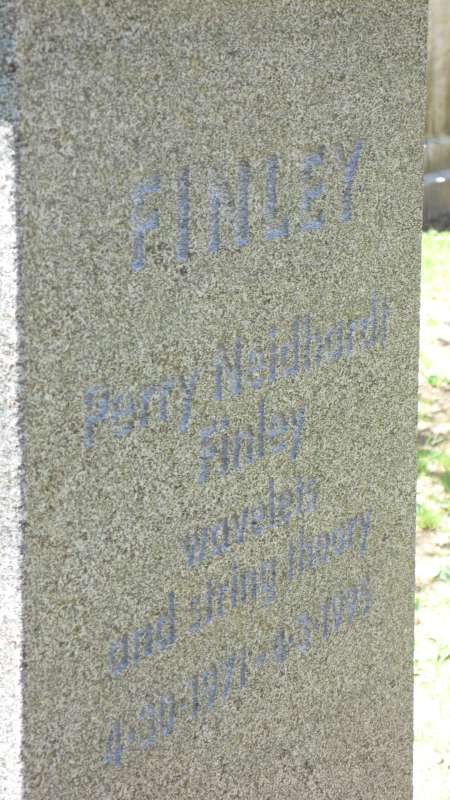 FINLEY
Perry Neidhardt
Finley
wavelets
and string theory
4-30-1971-4-3-1995